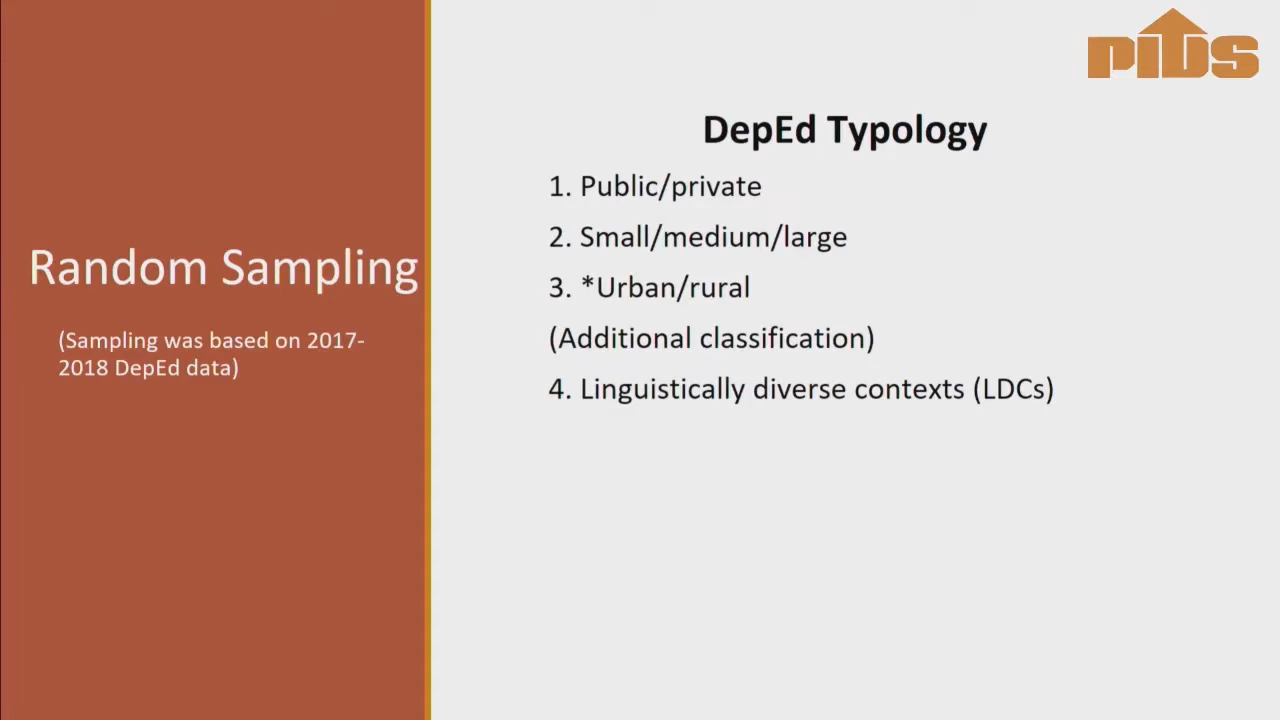 PIDS
DepEd Typology
1. Public/private
2. Small/medium/large
3. *Urban/rural
(Additional classification)
4. Linguistically diverse contexts (LDCs)
Random Sampling
(Sampling was based on 2017-
2018 DepEd data)